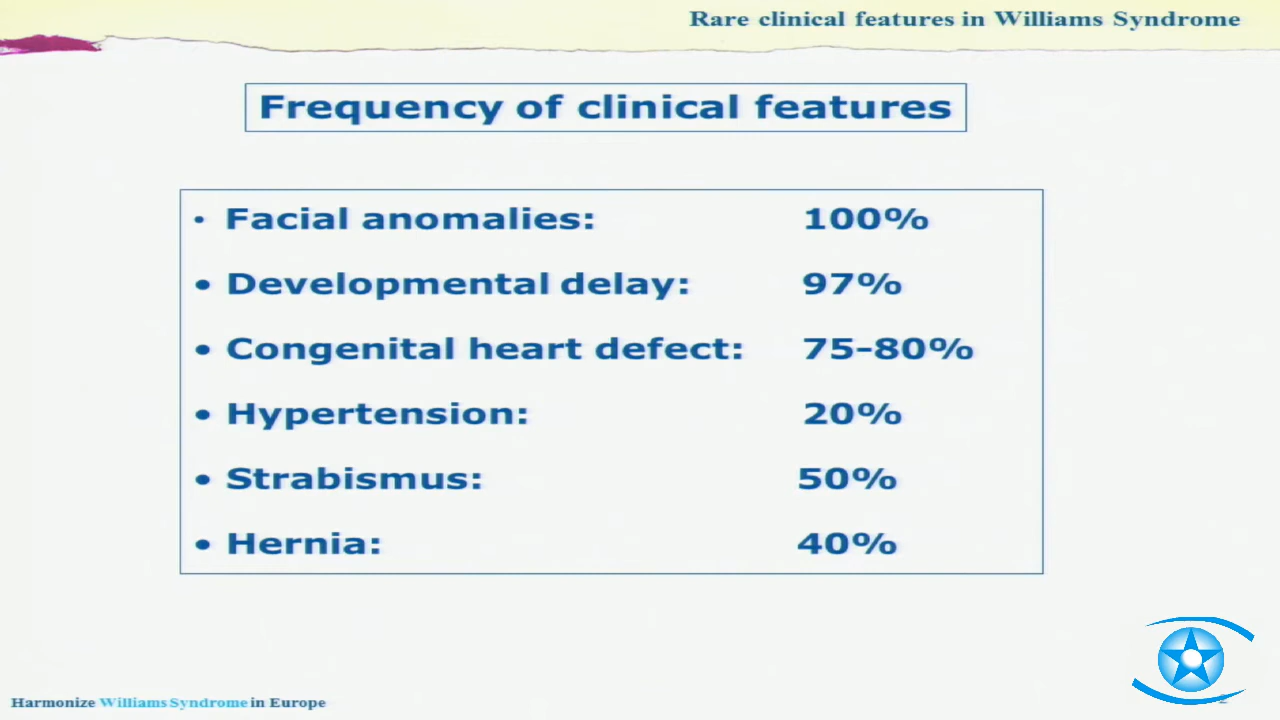 Rare clinical features in Williams Syndrome
Frequency of clinical features
• Facial anomalies: 100%
• Developmental delay: 97%
• Congenital heart defect: 75-80%
• Hypertension: 20%
• Strabismus: 50%
• Hernia: 40%
Harmonize Williams Syndrome in Europe